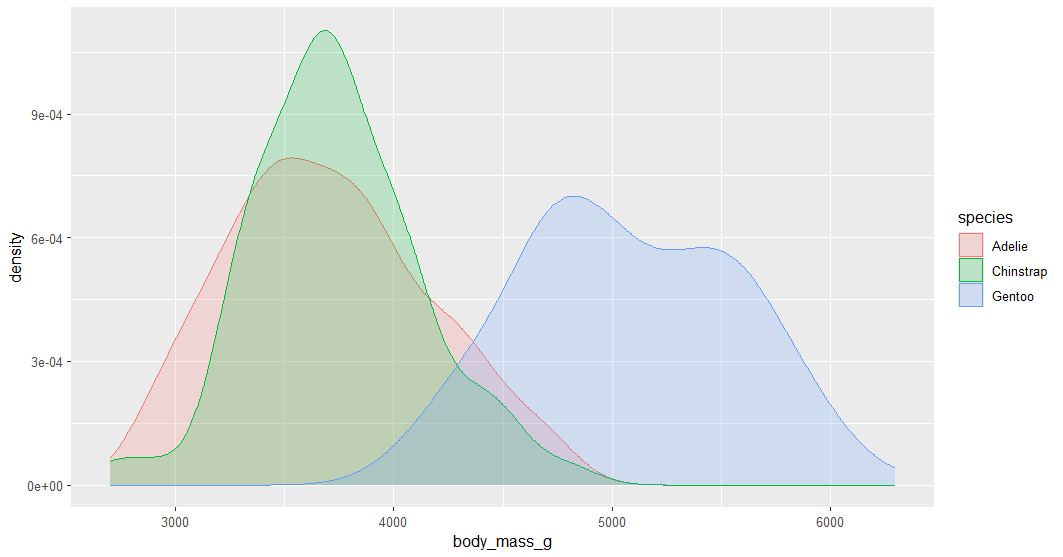 density
9e-04
6e-04
3e-04
0e+00
3000
4000
5000
6000
body_mass_g
species
Adelie
Chinstrap
Gentoo